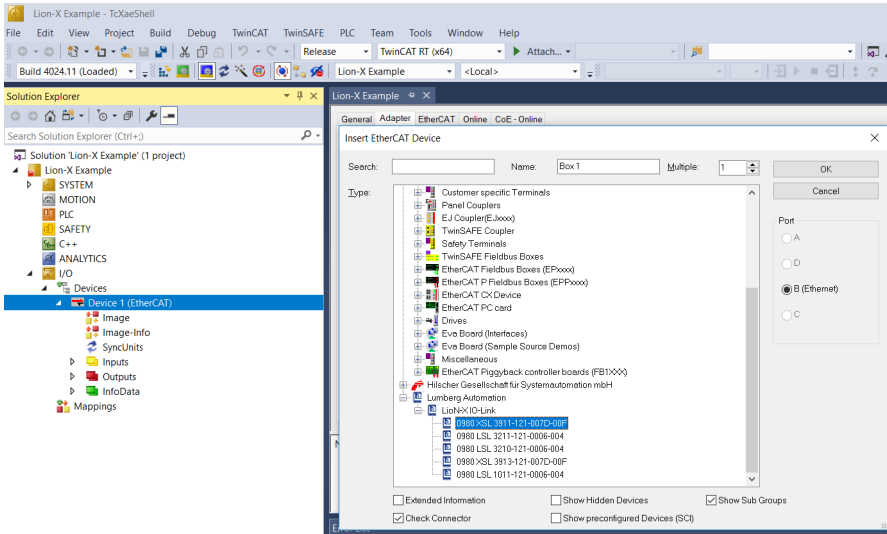 Lion-X Example - TcXaeShell
File Edit View Project Build Debug TwinCAT TwinSAFE PLC Team Tools Window Help
Release TwinCAT RT (x64) Attach...
Build 4024.11 (Loaded) Lion-X Example <Local>
Solution Explorer
Search Solution Explorer (Ctrl+;)
Solution 'Lion-X Example' (1 project)
Lion-X Example
SYSTEM
MOTION
PLC
SAFETY
C++
ANALYTICS
I/O
Devices
Device 1 (EtherCAT)
Image
Image-Info
SyncUnits
Inputs
Outputs
InfoData
Mappings
Lion-X Example
General Adapter EtherCAT Online CoE - Online
Insert EtherCAT Device
Search: Name: Box 1 Multiple: 1 OK
Type: Cancel
Customer specific Terminals
Panel Couplers
EJ Coupler(EJxxxx)
TwinSAFE Coupler
Safety Terminals
TwinSAFE Fieldbus Boxes
EtherCAT Fieldbus Boxes (EPxxxx)
EtherCAT P Fieldbus Boxes (EPPxxxx)
EtherCAT CX Device
EtherCAT PC card
Drives
Eva Board (Interfaces)
Eva Board (Sample Source Demos)
Miscellaneous
EtherCAT Piggyback controller boards (FB1XXX)
Hilscher Gesellschaft für Systemautomation mbH
Lumberg Automation
LioN-X IO-Link
0980 XSL 3911-121-007D-00F
0980 LSL 3211-121-0006-004
0980 LSL 3210-121-0006-004
0980 XSL 3913-121-007D-00F
0980 LSL 1011-121-0006-004
Port
A
D
B (Ethernet)
C
Extended Information Show Hidden Devices Show Sub Groups
Check Connector Show preconfigured Devices (SCI)
Error List